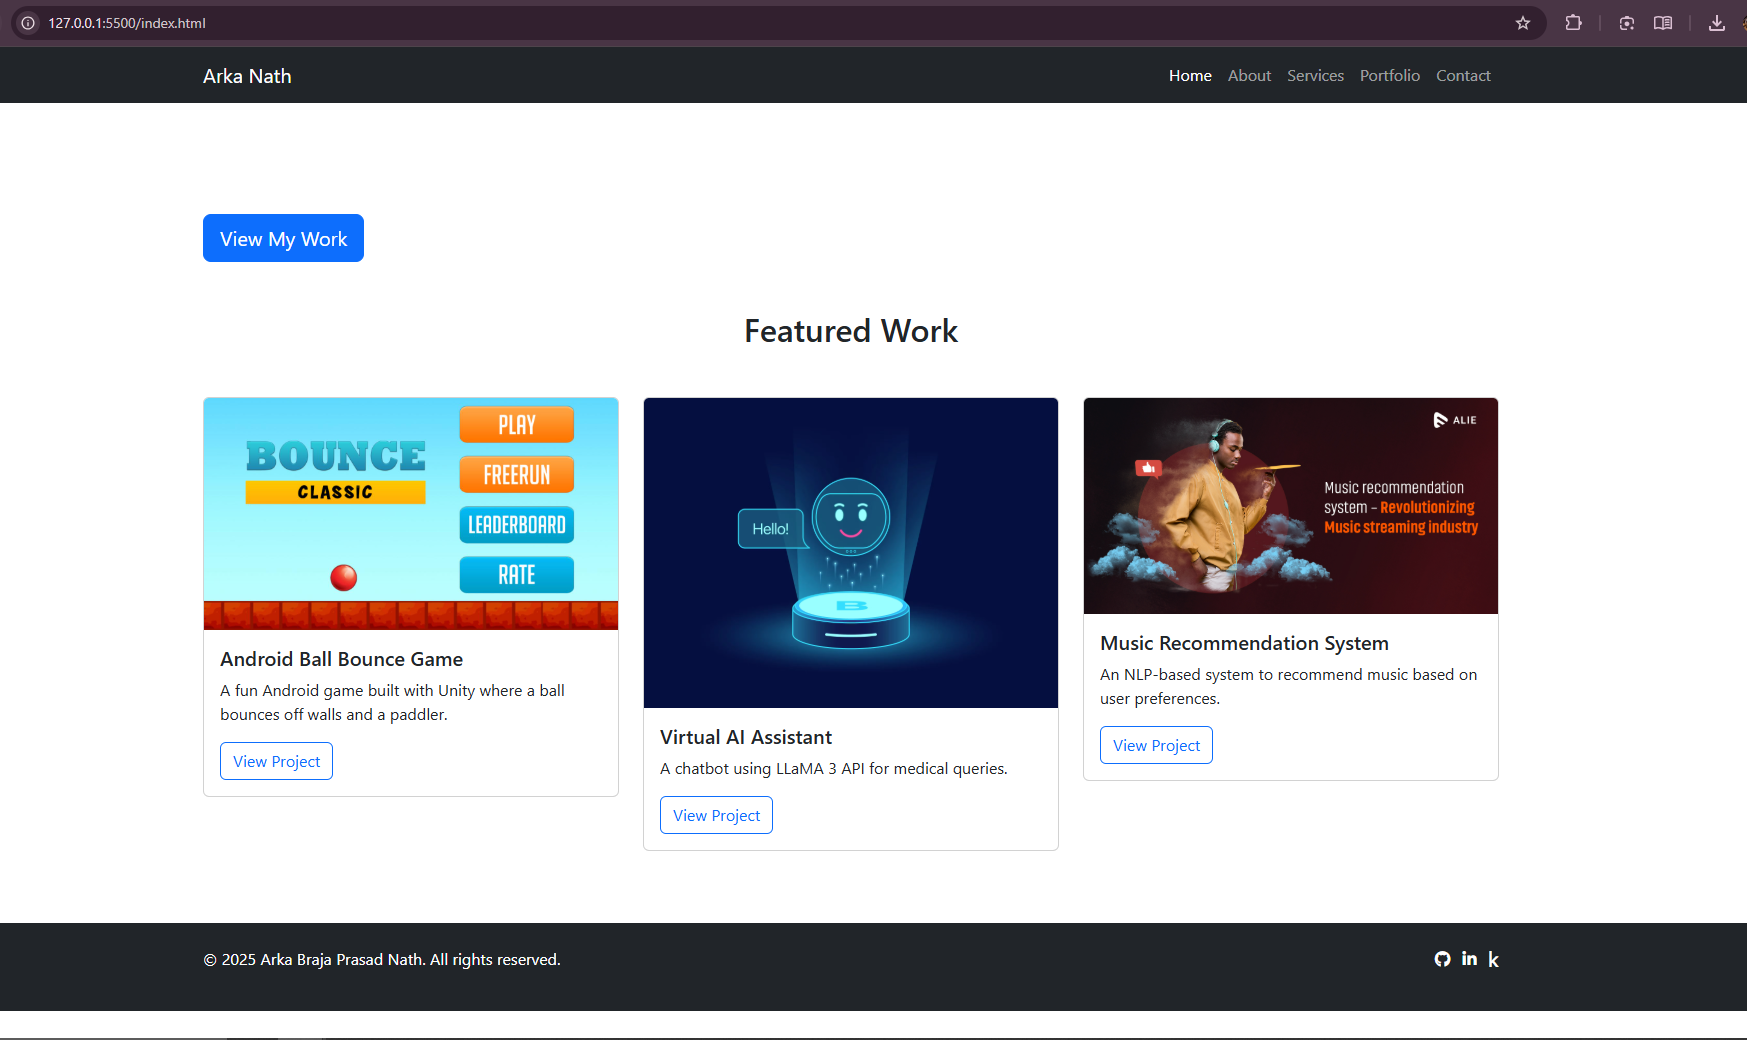 127.0.0.1:5500/index.html
Arka Nath
Home About Services Portfolio Contact
View My Work
Featured Work
BOUNCE
CLASSIC
PLAY
FREERUN
LEADERBOARD
RATE
Android Ball Bounce Game
A fun Android game built with Unity where a ball
bounces off walls and a paddler.
View Project
Hello!
B
Virtual AI Assistant
A chatbot using LLaMA 3 API for medical queries.
View Project
ALIE
Music recommendation
system – Revolutionizing
Music streaming industry
Music Recommendation System
An NLP-based system to recommend music based on
user preferences.
View Project
© 2025 Arka Braja Prasad Nath. All rights reserved.
in k